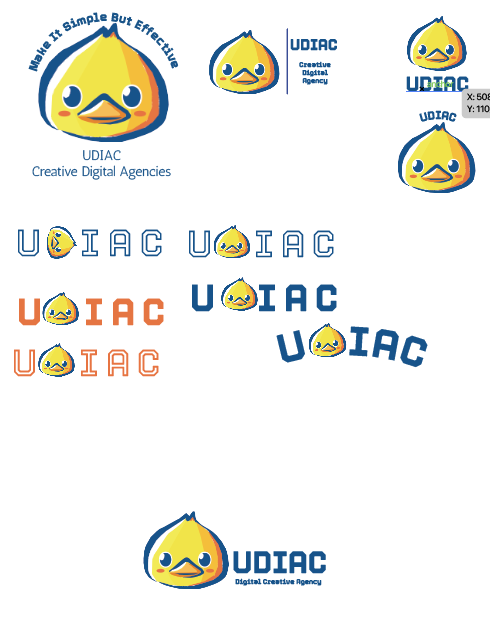 Make It Simple But Effective
UDIAC
Creative Digital Agencies
UDIAC
Creative
Digital
Agency
UDIAC
X: 508
Y: 110
UDIAC
U IAC
U IAC
U IAC
U IAC
U IAC
U IAC
UDIAC
Digital Creative Agency